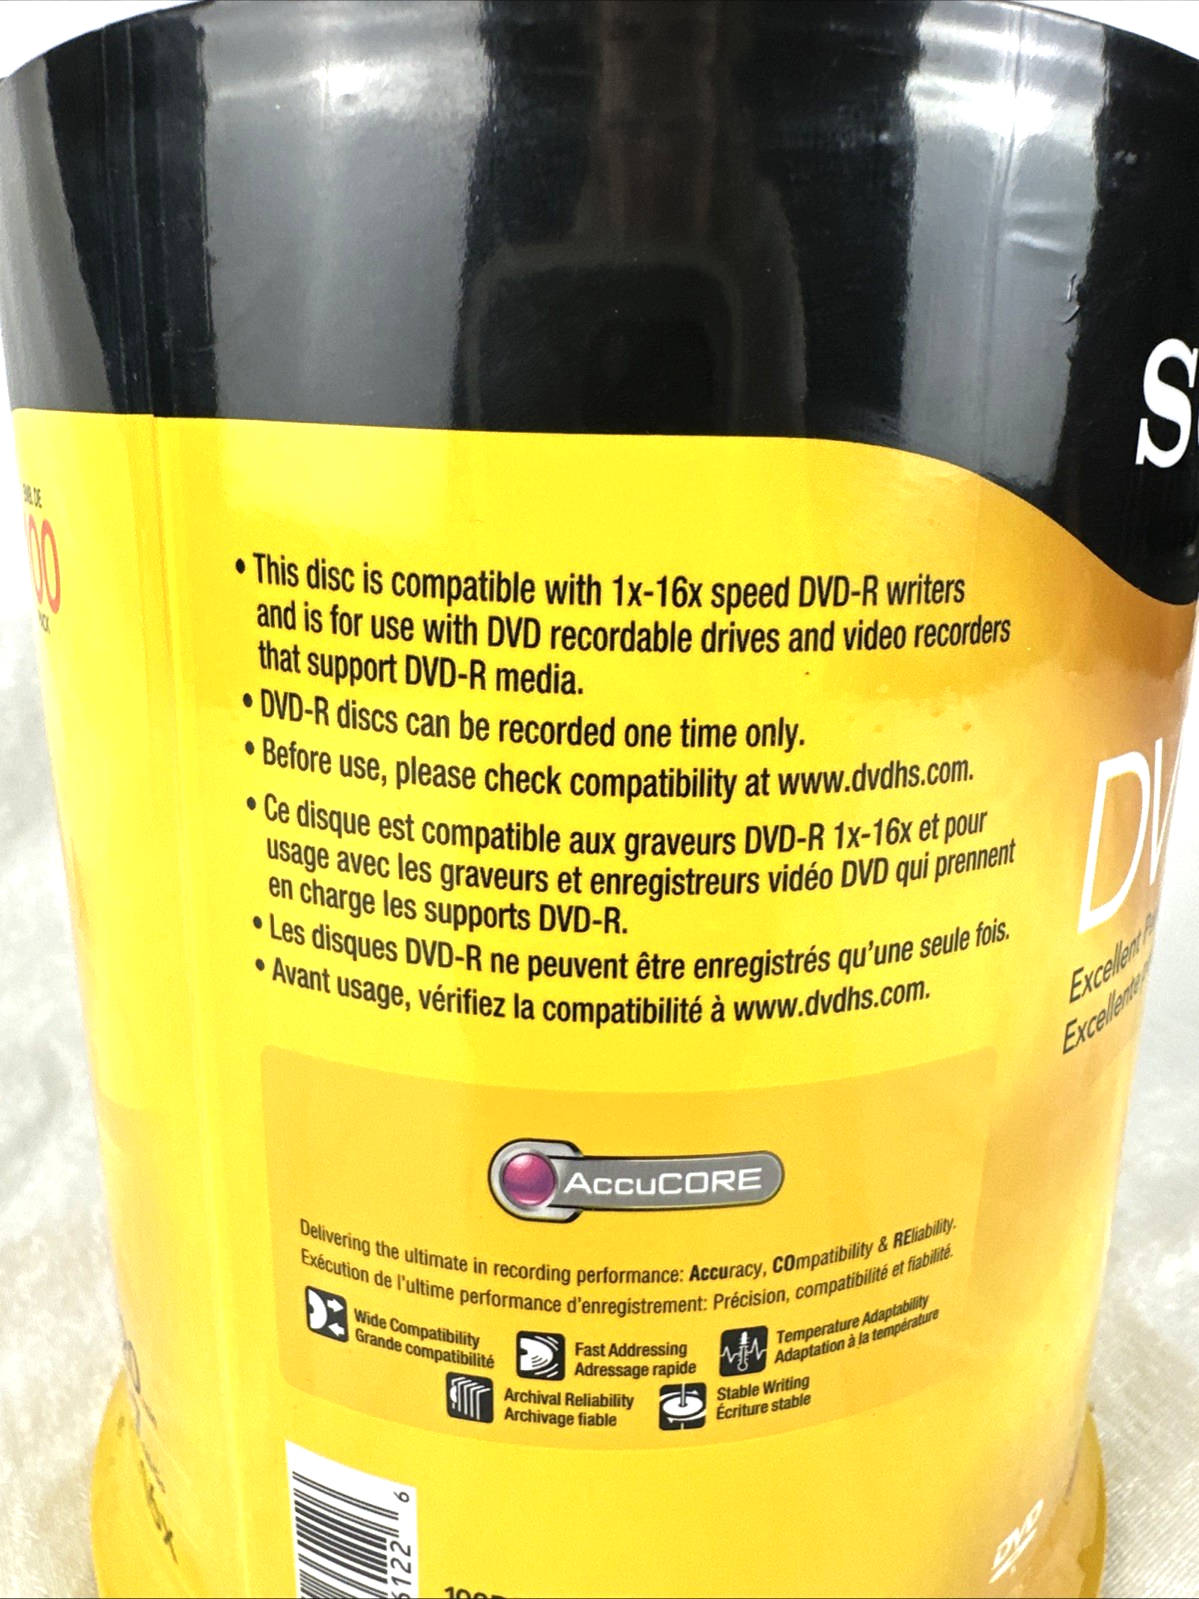 • This disc is compatible with 1x-16x speed DVD-R writers
and is for use with DVD recordable drives and video recorders
that support DVD-R media.
• DVD-R discs can be recorded one time only.
• Before use, please check compatibility at www.dvdhs.com.
• Ce disque est compatible aux graveurs DVD-R 1x-16x et pour
usage avec les graveurs et enregistreurs vidéo DVD qui prennent
en charge les supports DVD-R.
• Les disques DVD-R ne peuvent être enregistrés qu'une seule fois.
• Avant usage, vérifiez la compatibilité à www.dvdhs.com.
Excellent
Excellente
AccuCORE
Delivering the ultimate in recording performance: Accuracy, COmpatibility & REliability.
Exécution de l'ultime performance d'enregistrement: Précision, compatibilité et fiabilité.
Wide Compatibility
Grande compatibilité
Fast Addressing
Adressage rapide
Temperature Adaptability
Adaptation à la température
Archival Reliability
Archivage fiable
Stable Writing
Écriture stable
6122 6
DVD